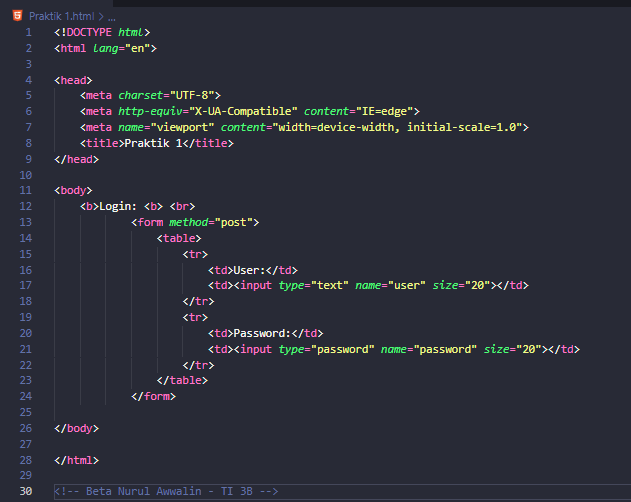 Praktik 1.html > ...
1 <!DOCTYPE html>
2 <html lang="en">
3
4 <head>
5     <meta charset="UTF-8">
6     <meta http-equiv="X-UA-Compatible" content="IE=edge">
7     <meta name="viewport" content="width=device-width, initial-scale=1.0">
8     <title>Praktik 1</title>
9 </head>
10
11 <body>
12     <b>Login: <b> <br>
13             <form method="post">
14                 <table>
15                     <tr>
16                         <td>User:</td>
17                         <td><input type="text" name="user" size="20"></td>
18                     </tr>
19                     <tr>
20                         <td>Password:</td>
21                         <td><input type="password" name="password" size="20"></td>
22                     </tr>
23                 </table>
24             </form>
25
26 </body>
27
28 </html>
29
30 <!-- Beta Nurul Awwalin - TI 3B -->